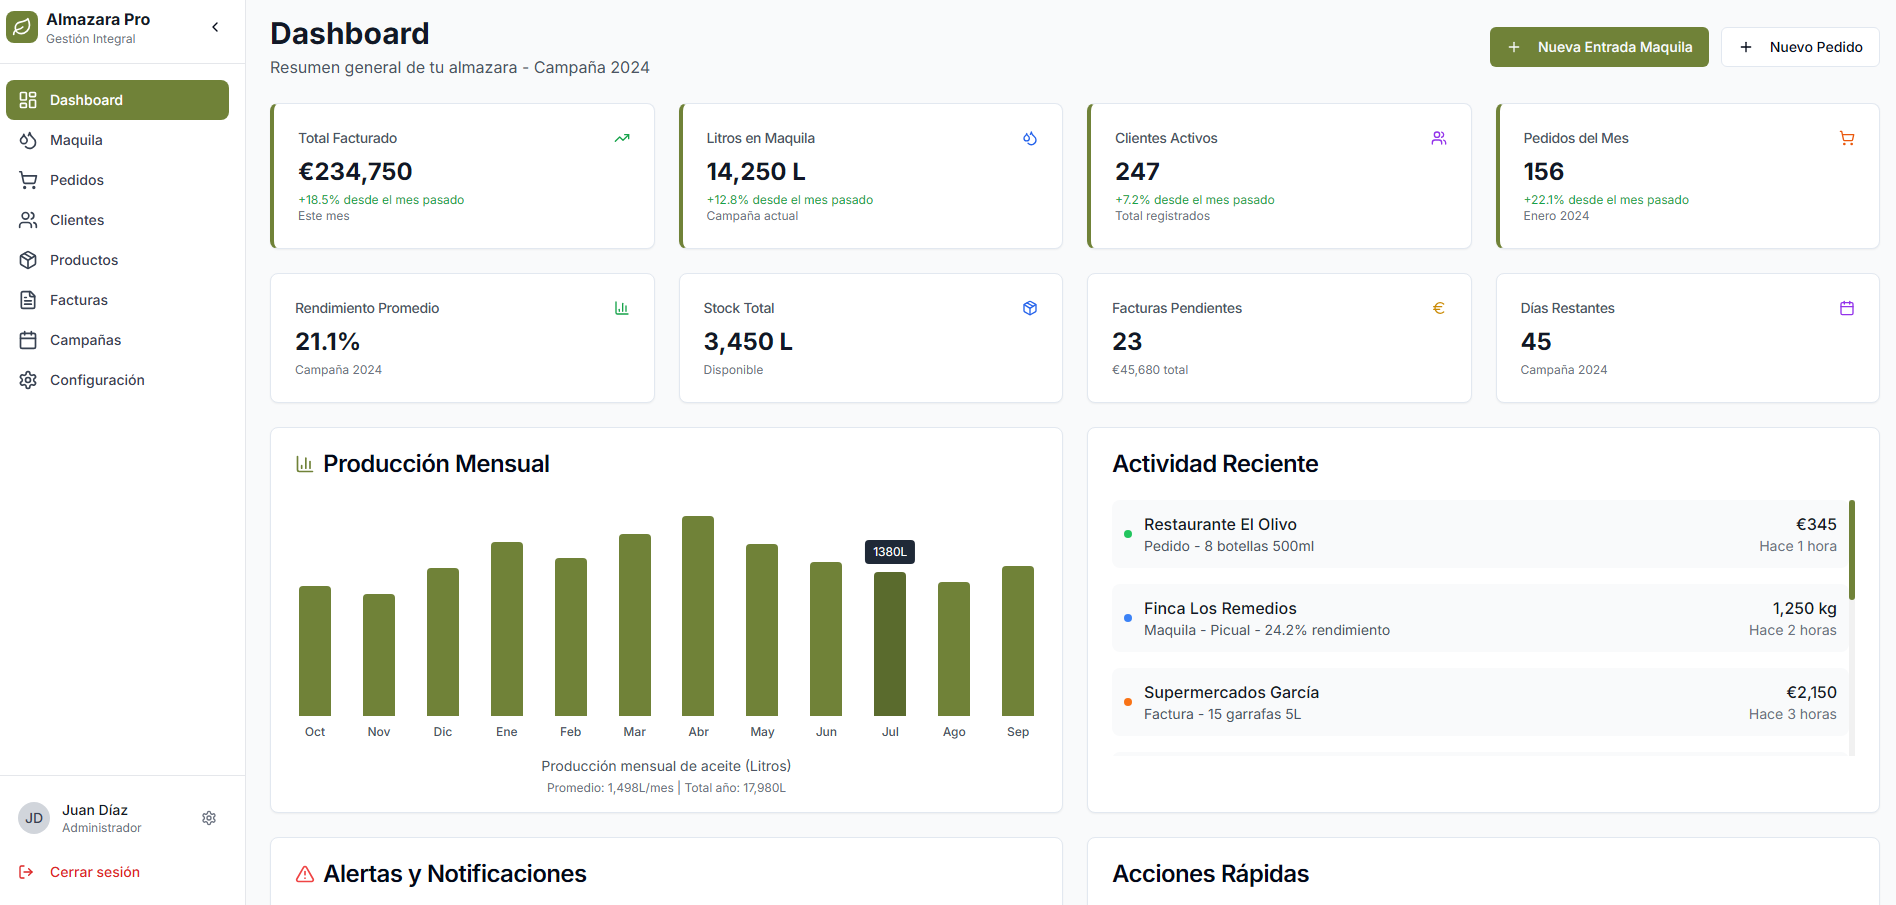 Almazara Pro
Gestión Integral
Dashboard
Maquila
Pedidos
Clientes
Productos
Facturas
Campañas
Configuración
JD
Juan Díaz
Administrador
Cerrar sesión
Dashboard
Resumen general de tu almazara - Campaña 2024
Nueva Entrada Maquila
Nuevo Pedido
Total Facturado
€234,750
+18.5% desde el mes pasado
Este mes
Litros en Maquila
14,250 L
+12.8% desde el mes pasado
Campaña actual
Clientes Activos
247
+7.2% desde el mes pasado
Total registrados
Pedidos del Mes
156
+22.1% desde el mes pasado
Enero 2024
Rendimiento Promedio
21.1%
Campaña 2024
Stock Total
3,450 L
Disponible
Facturas Pendientes
€
23
€45,680 total
Días Restantes
45
Campaña 2024
Producción Mensual
1380L
Oct Nov Dic Ene Feb Mar Abr May Jun Jul Ago Sep
Producción mensual de aceite (Litros)
Promedio: 1,498L/mes | Total año: 17,980L
Actividad Reciente
Restaurante El Olivo €345
Pedido - 8 botellas 500ml Hace 1 hora
Finca Los Remedios 1,250 kg
Maquila - Picual - 24.2% rendimiento Hace 2 horas
Supermercados García €2,150
Factura - 15 garrafas 5L Hace 3 horas
Alertas y Notificaciones
Acciones Rápidas